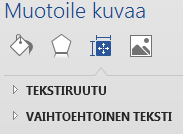 Muotoile kuvaa
TEKSTIRUUTU
VAIHTOEHTOINEN TEKSTI